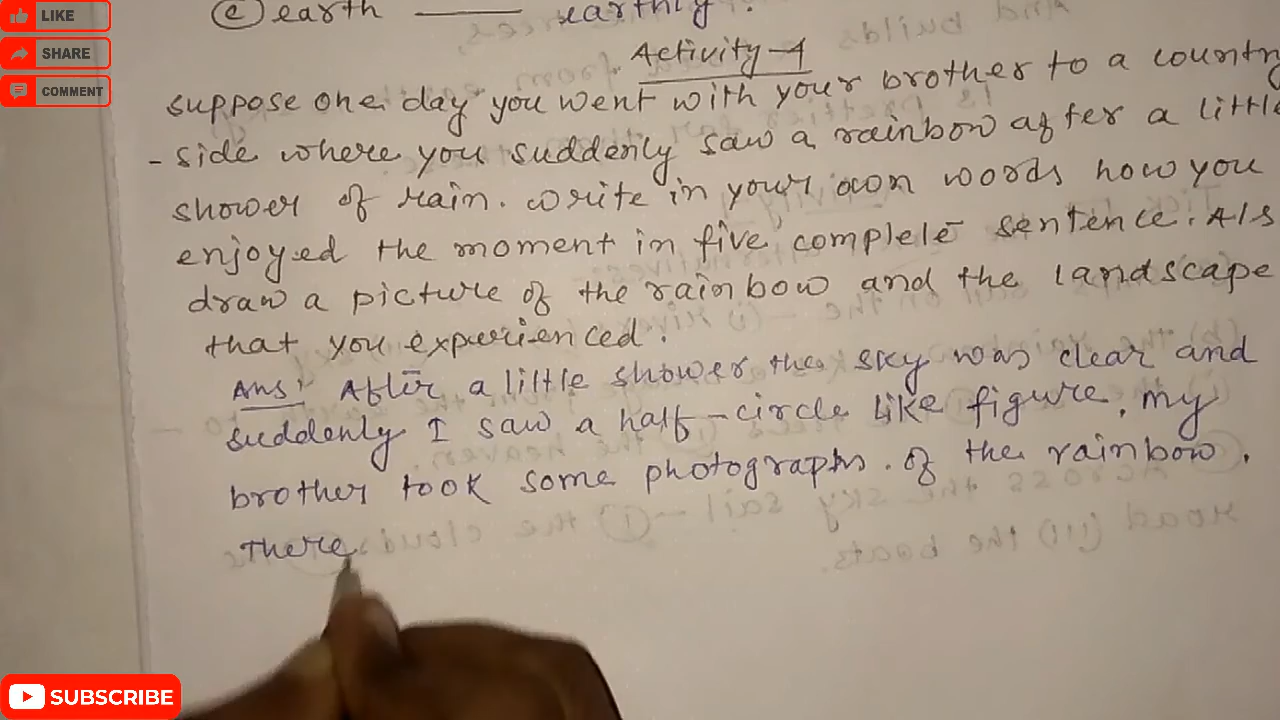 LIKE
SHARE
COMMENT
(e) earth ——— earthly.
Activity-4
suppose one day you went with your brother to a countr
-side where you suddenly saw a rainbow after a little
shower of rain. write in your own words how you
enjoyed the moment in five complete sentence. Als
draw a picture of the rainbow and the landscape
that you experienced.
Ans: After a little shower the sky was clear and
suddenly I saw a half-circle like figure. my
brother took some photographs. of the rainbow.
There
SUBSCRIBE